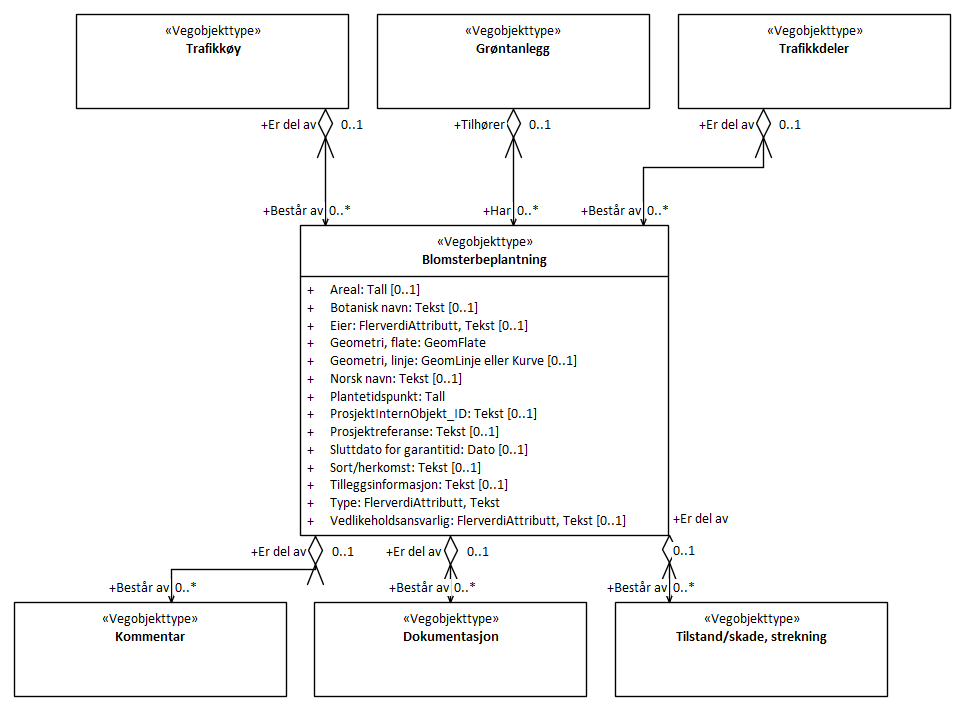 «Vegobjekttype»
Trafikkøy
«Vegobjekttype»
Grøntanlegg
«Vegobjekttype»
Trafikkdeler
+Er del av 0..1
+Tilhører 0..1
+Er del av 0..1
+Består av 0..*
+Har 0..*
+Består av 0..*
«Vegobjekttype»
Blomsterbeplantning
+ Areal: Tall [0..1]
+ Botanisk navn: Tekst [0..1]
+ Eier: FlerverdiAttributt, Tekst [0..1]
+ Geometri, flate: GeomFlate
+ Geometri, linje: GeomLinje eller Kurve [0..1]
+ Norsk navn: Tekst [0..1]
+ Plantetidspunkt: Tall
+ ProsjektInternObjekt_ID: Tekst [0..1]
+ Prosjektreferanse: Tekst [0..1]
+ Sluttdato for garantitid: Dato [0..1]
+ Sort/herkomst: Tekst [0..1]
+ Tilleggsinformasjon: Tekst [0..1]
+ Type: FlerverdiAttributt, Tekst
+ Vedlikeholdsansvarlig: FlerverdiAttributt, Tekst [0..1]
+Er del av
+Er del av 0..1
+Er del av 0..1
0..1
+Består av 0..*
+Består av 0..*
+Består av 0..*
«Vegobjekttype»
Kommentar
«Vegobjekttype»
Dokumentasjon
«Vegobjekttype»
Tilstand/skade, strekning